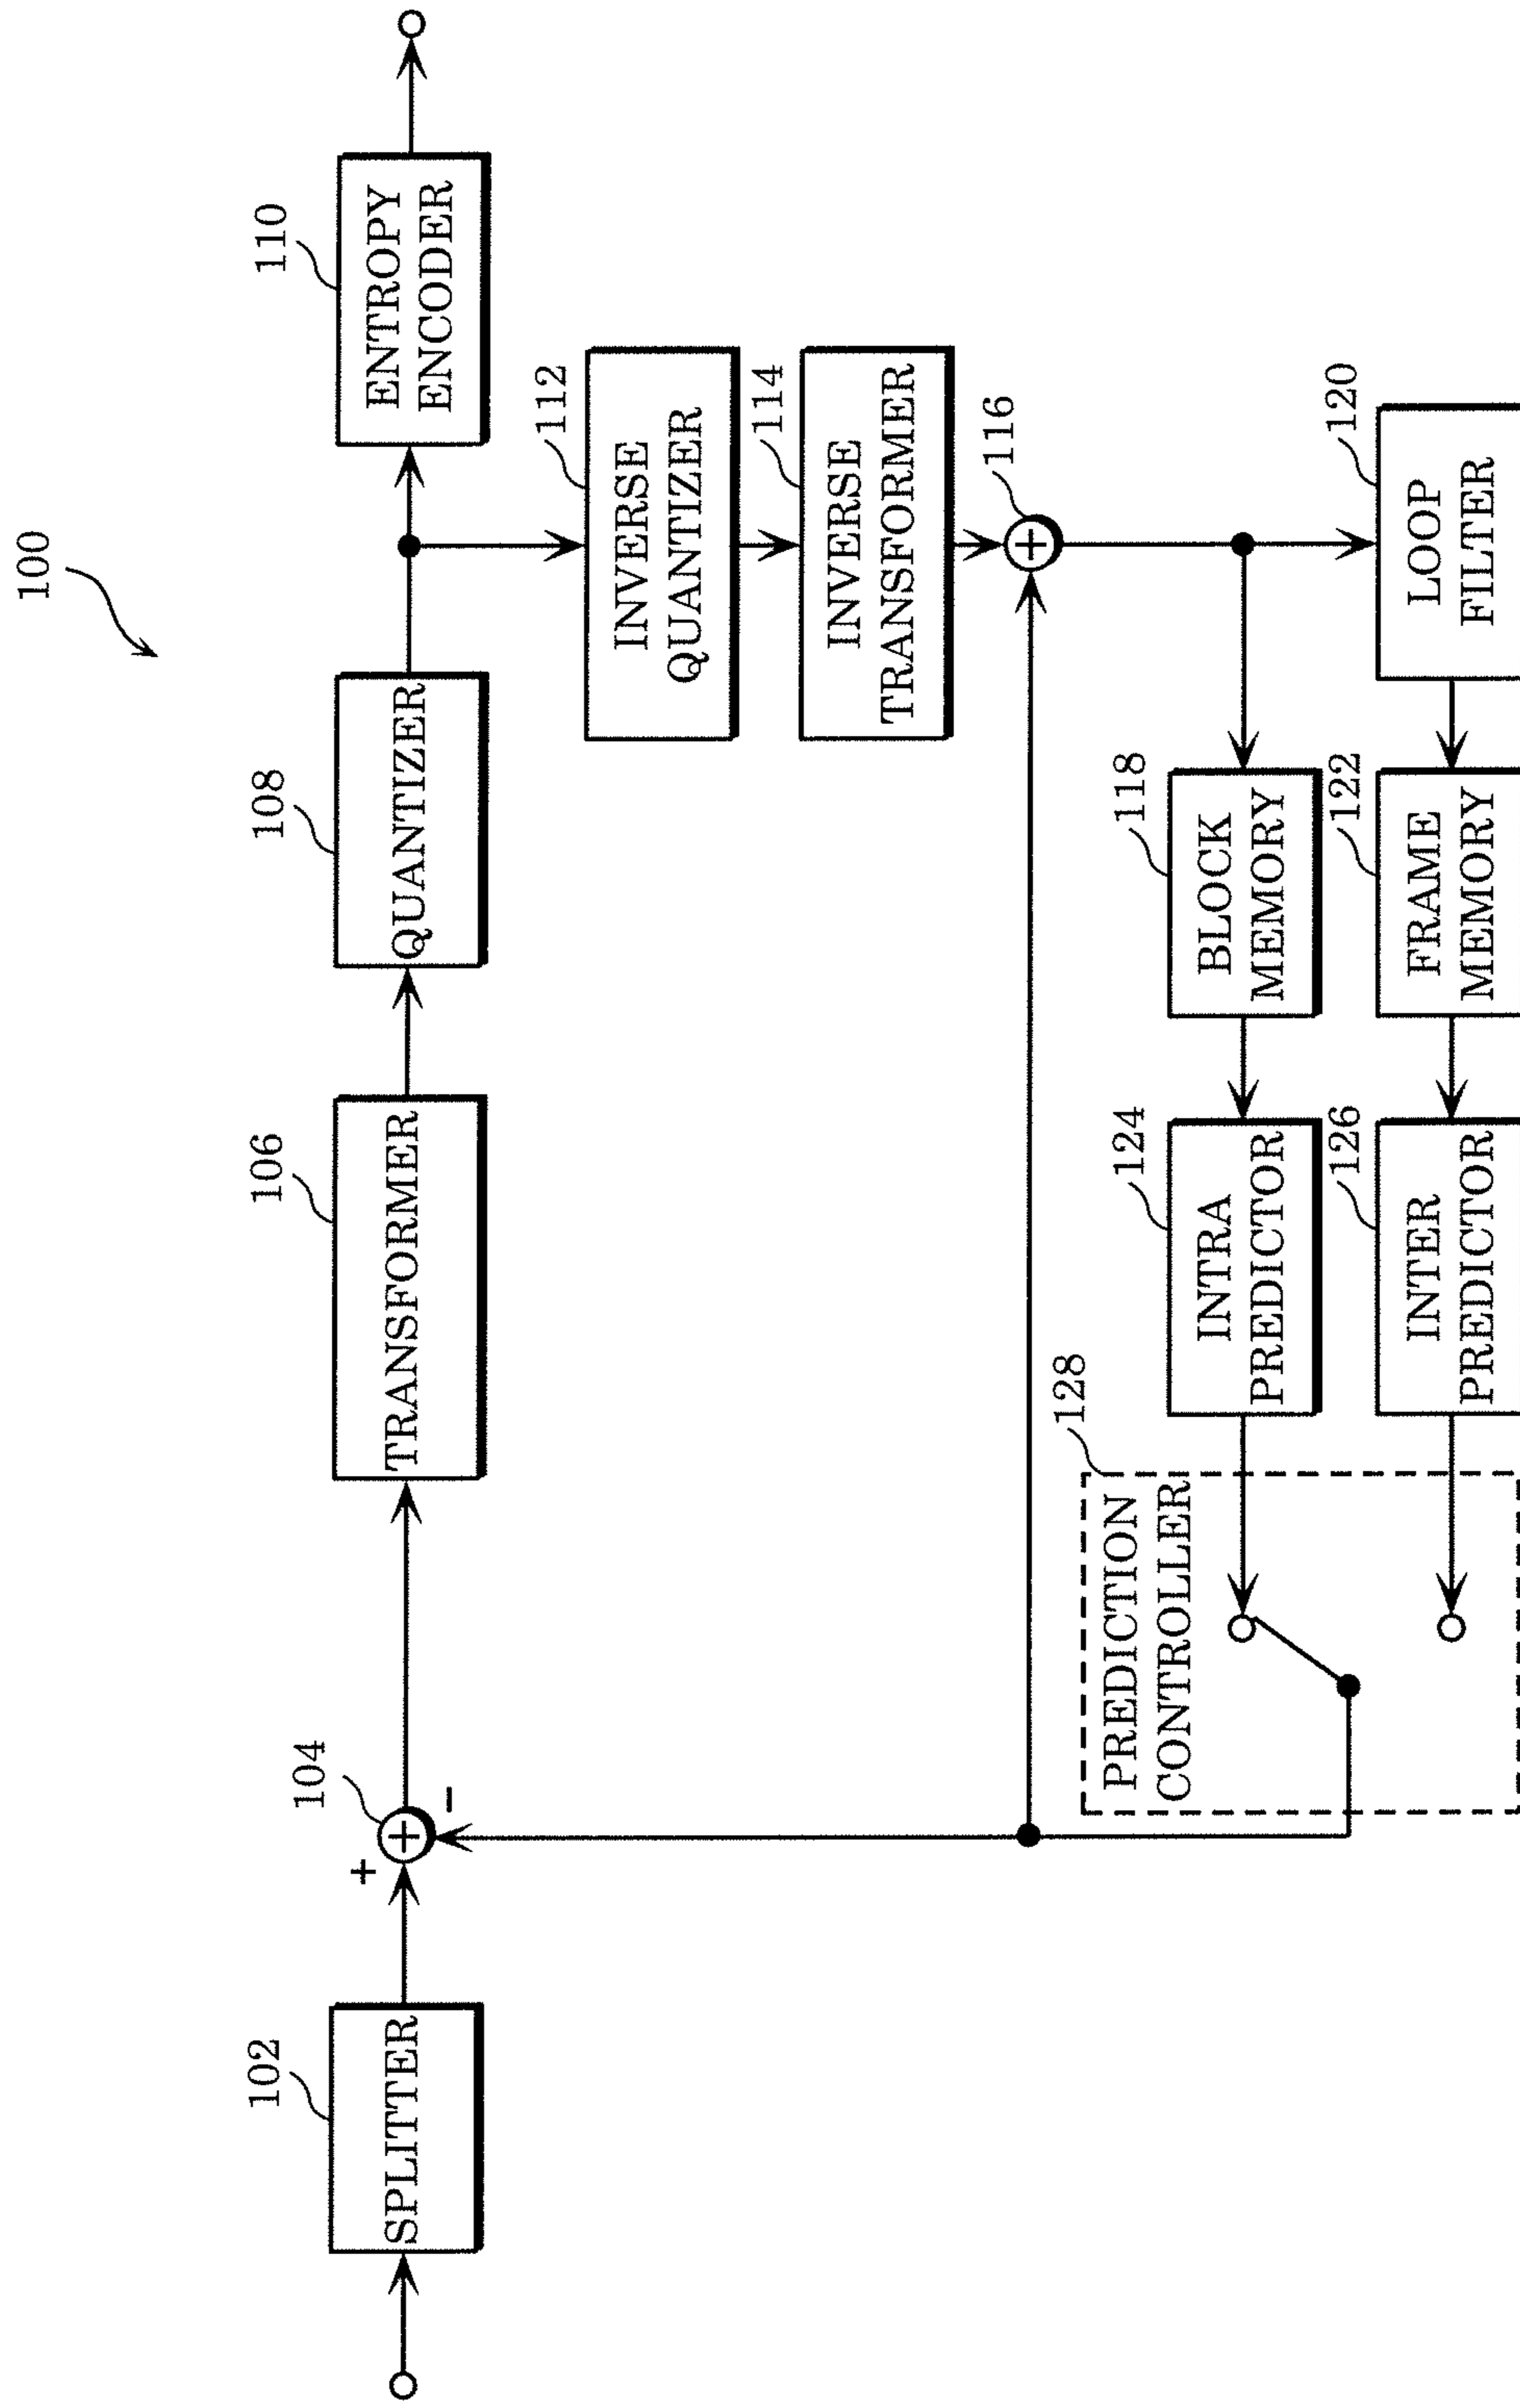 100
102
SPLITTER
104
+
−
106
TRANSFORMER
108
QUANTIZER
110
ENTROPY
ENCODER
112
INVERSE
QUANTIZER
114
INVERSE
TRANSFORMER
116
128
PREDICTION
CONTROLLER
124
INTRA
PREDICTOR
118
BLOCK
MEMORY
126
INTER
PREDICTOR
122
FRAME
MEMORY
120
LOOP
FILTER